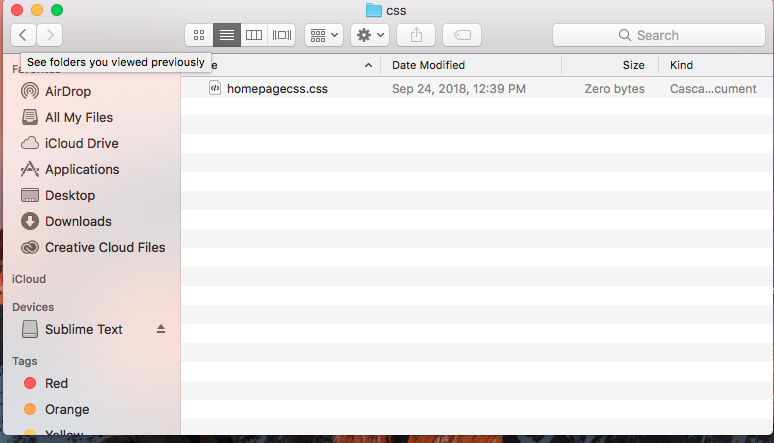 css
Search
See folders you viewed previously
Date Modified
Size
Kind
homepagecss.css
Sep 24, 2018, 12:39 PM
Zero bytes
Casca...cument
AirDrop
All My Files
iCloud Drive
Applications
Desktop
Downloads
Creative Cloud Files
iCloud
Devices
Sublime Text
Tags
Red
Orange
Yellow